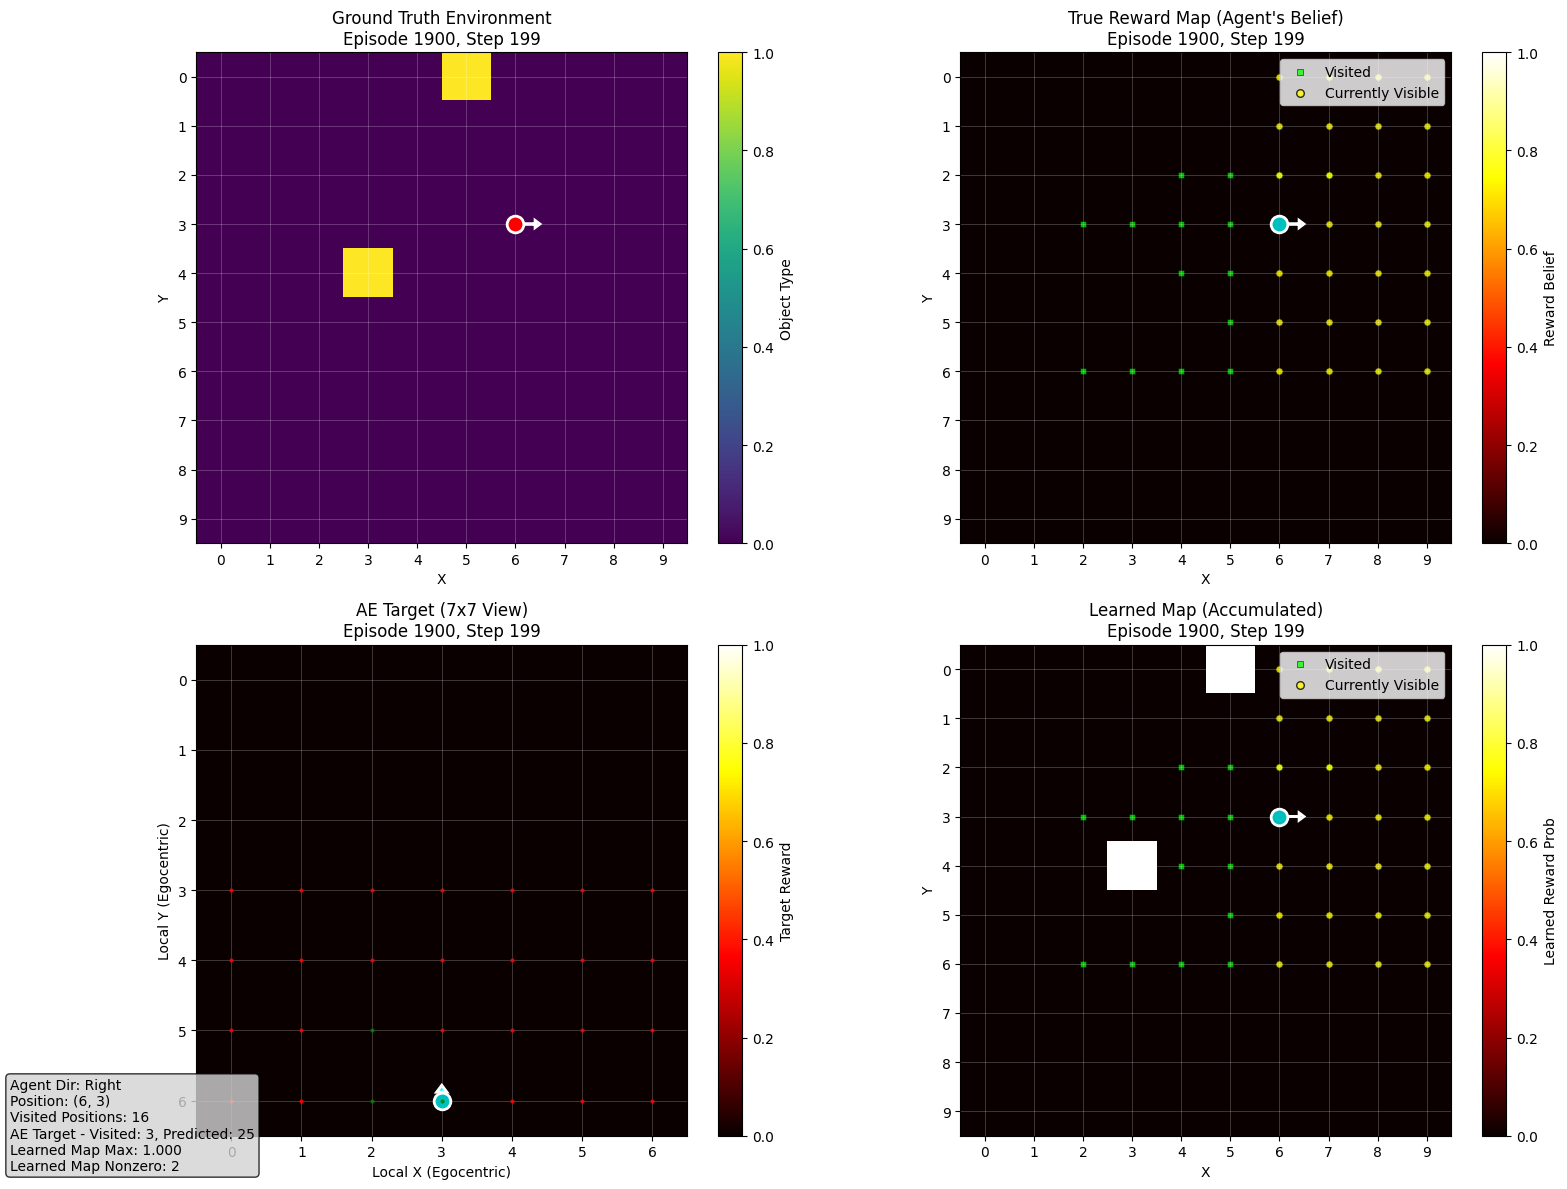 Ground Truth Environment
Episode 1900, Step 199
0
1
2
3
4
5
6
7
8
9
Y
0 1 2 3 4 5 6 7 8 9
X
1.0
0.8
0.6
0.4
0.2
0.0
Object Type
True Reward Map (Agent's Belief)
Episode 1900, Step 199
Visited
Currently Visible
0
1
2
3
4
5
6
7
8
9
Y
0 1 2 3 4 5 6 7 8 9
X
1.0
0.8
0.6
0.4
0.2
0.0
Reward Belief
AE Target (7x7 View)
Episode 1900, Step 199
0
1
2
3
4
5
6
Local Y (Egocentric)
0 1 2 3 4 5 6
Local X (Egocentric)
1.0
0.8
0.6
0.4
0.2
0.0
Target Reward
Agent Dir: Right
Position: (6, 3)
Visited Positions: 16
AE Target - Visited: 3, Predicted: 25
Learned Map Max: 1.000
Learned Map Nonzero: 2
Learned Map (Accumulated)
Episode 1900, Step 199
Visited
Currently Visible
0
1
2
3
4
5
6
7
8
9
Y
0 1 2 3 4 5 6 7 8 9
X
1.0
0.8
0.6
0.4
0.2
0.0
Learned Reward Prob